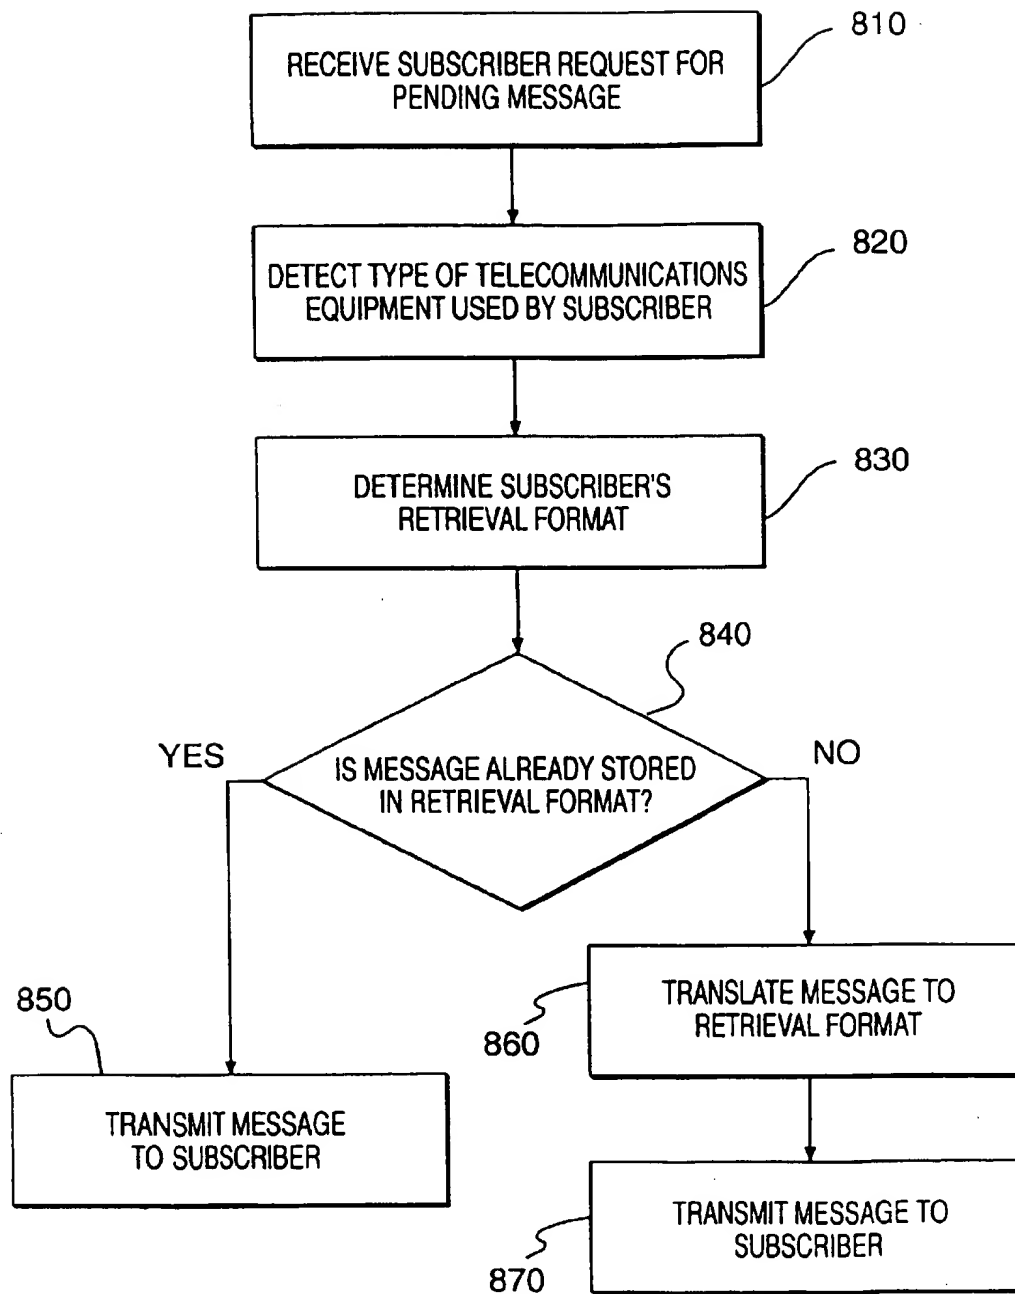 810
RECEIVE SUBSCRIBER REQUEST FOR
PENDING MESSAGE
820
DETECT TYPE OF TELECOMMUNICATIONS
EQUIPMENT USED BY SUBSCRIBER
830
DETERMINE SUBSCRIBER'S
RETRIEVAL FORMAT
840
YES
NO
IS MESSAGE ALREADY STORED
IN RETRIEVAL FORMAT?
850
TRANSMIT MESSAGE
TO SUBSCRIBER
860
TRANSLATE MESSAGE TO
RETRIEVAL FORMAT
870
TRANSMIT MESSAGE TO
SUBSCRIBER